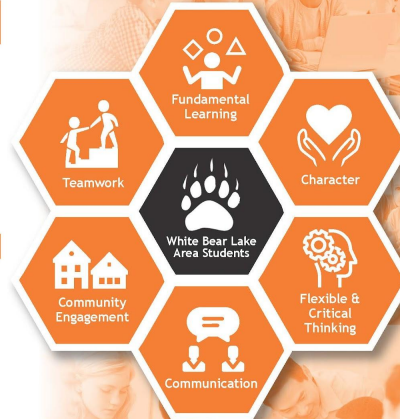 Fundamental
Learning
Teamwork
Character
White Bear Lake
Area Students
Community
Engagement
Flexible &
Critical
Thinking
Communication